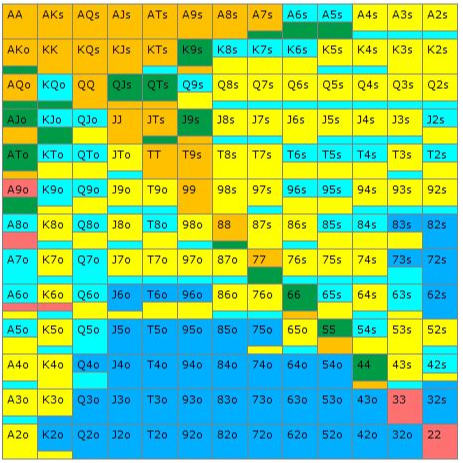 AA AKs AQs AJs ATs A9s A8s A7s A6s A5s A4s A3s A2s
AKo KK KQs KJs KTs K9s K8s K7s K6s K5s K4s K3s K2s
AQo KQo QQ QJs QTs Q9s Q8s Q7s Q6s Q5s Q4s Q3s Q2s
AJo KJo QJo JJ JTs J9s J8s J7s J6s J5s J4s J3s J2s
ATo KTo QTo JTo TT T9s T8s T7s T6s T5s T4s T3s T2s
A9o K9o Q9o J9o T9o 99 98s 97s 96s 95s 94s 93s 92s
A8o K8o Q8o J8o T8o 98o 88 87s 86s 85s 84s 83s 82s
A7o K7o Q7o J7o T7o 97o 87o 77 76s 75s 74s 73s 72s
A6o K6o Q6o J6o T6o 96o 86o 76o 66 65s 64s 63s 62s
A5o K5o Q5o J5o T5o 95o 85o 75o 65o 55 54s 53s 52s
A4o K4o Q4o J4o T4o 94o 84o 74o 64o 54o 44 43s 42s
A3o K3o Q3o J3o T3o 93o 83o 73o 63o 53o 43o 33 32s
A2o K2o Q2o J2o T2o 92o 82o 72o 62o 52o 42o 32o 22